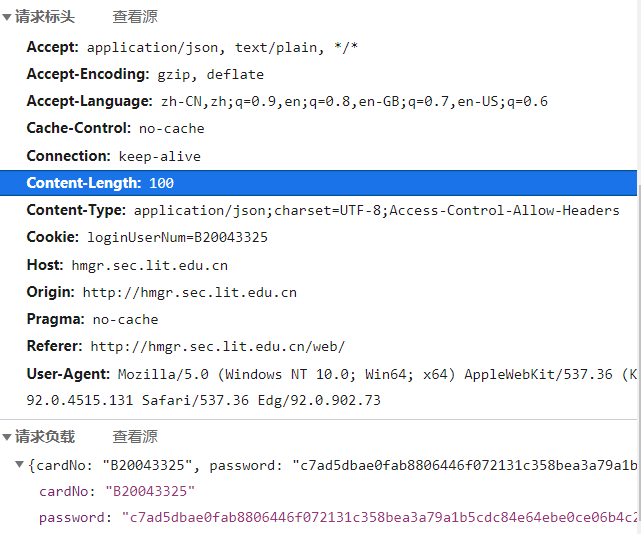 请求标头 查看源
Accept: application/json, text/plain, */*
Accept-Encoding: gzip, deflate
Accept-Language: zh-CN,zh;q=0.9,en;q=0.8,en-GB;q=0.7,en-US;q=0.6
Cache-Control: no-cache
Connection: keep-alive
Content-Length: 100
Content-Type: application/json;charset=UTF-8;Access-Control-Allow-Headers
Cookie: loginUserNum=B20043325
Host: hmgr.sec.lit.edu.cn
Origin: http://hmgr.sec.lit.edu.cn
Pragma: no-cache
Referer: http://hmgr.sec.lit.edu.cn/web/
User-Agent: Mozilla/5.0 (Windows NT 10.0; Win64; x64) AppleWebKit/537.36 (K
92.0.4515.131 Safari/537.36 Edg/92.0.902.73
请求负载 查看源
{cardNo: "B20043325", password: "c7ad5dbae0fab8806446f072131c358bea3a79a1b
cardNo: "B20043325"
password: "c7ad5dbae0fab8806446f072131c358bea3a79a1b5cdc84e64ebe0ce06b4c2